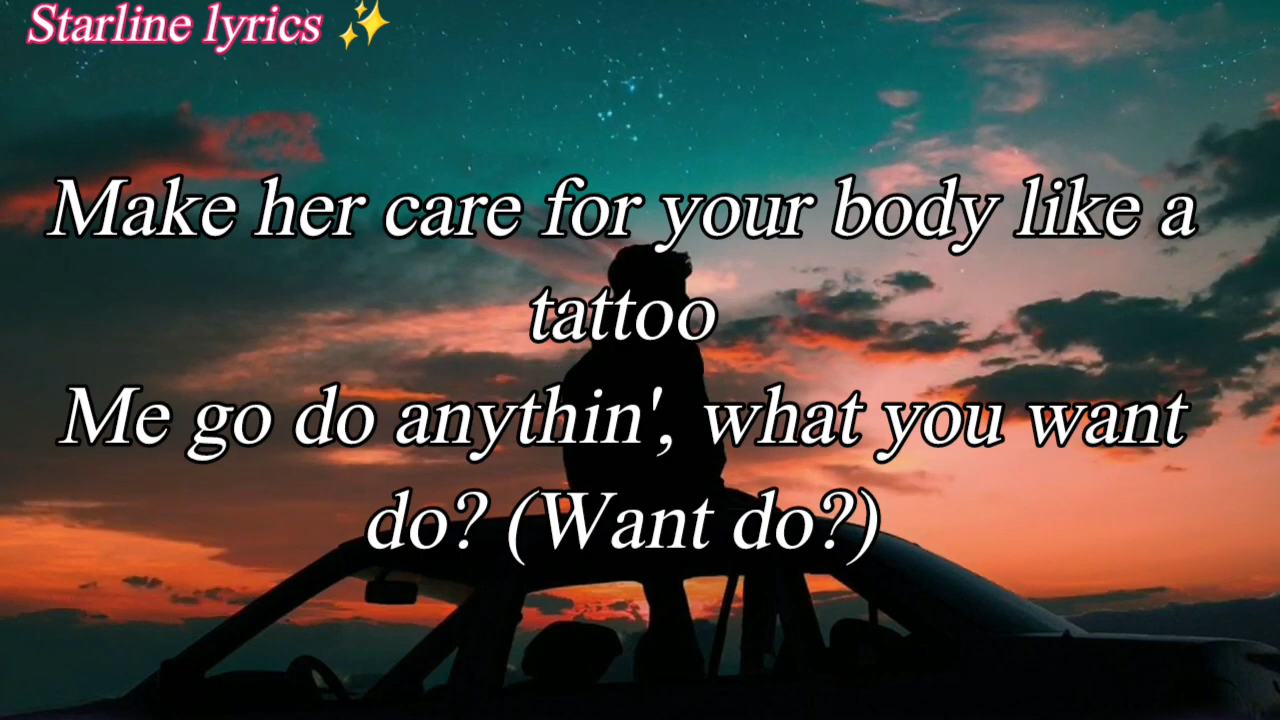 Starline lyrics ✨
Make her care for your body like a
tattoo
Me go do anythin', what you want
do? (Want do?)